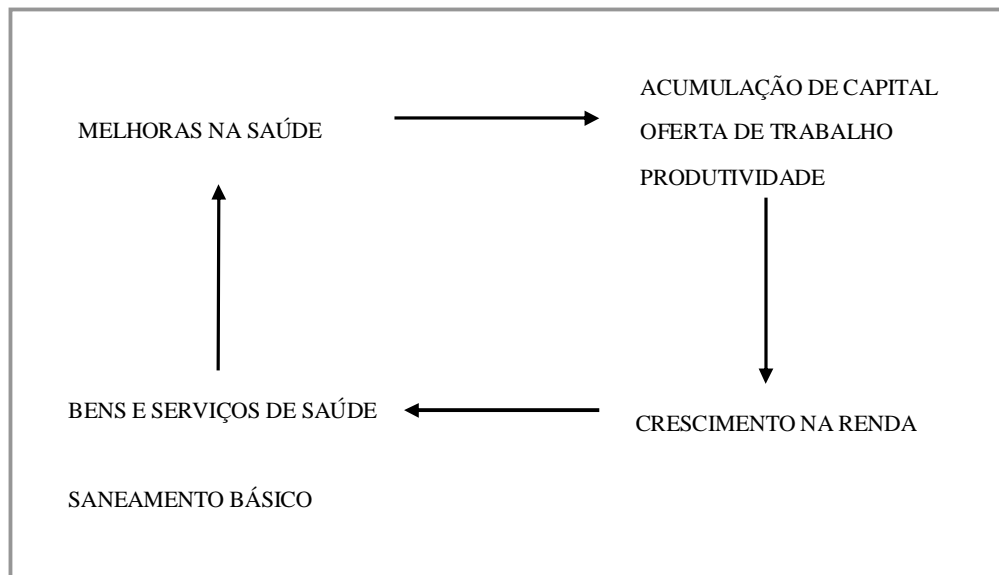 MELHORAS NA SAÚDE
ACUMULAÇÃO DE CAPITAL
OFERTA DE TRABALHO
PRODUTIVIDADE
BENS E SERVIÇOS DE SAÚDE
CRESCIMENTO NA RENDA
SANEAMENTO BÁSICO